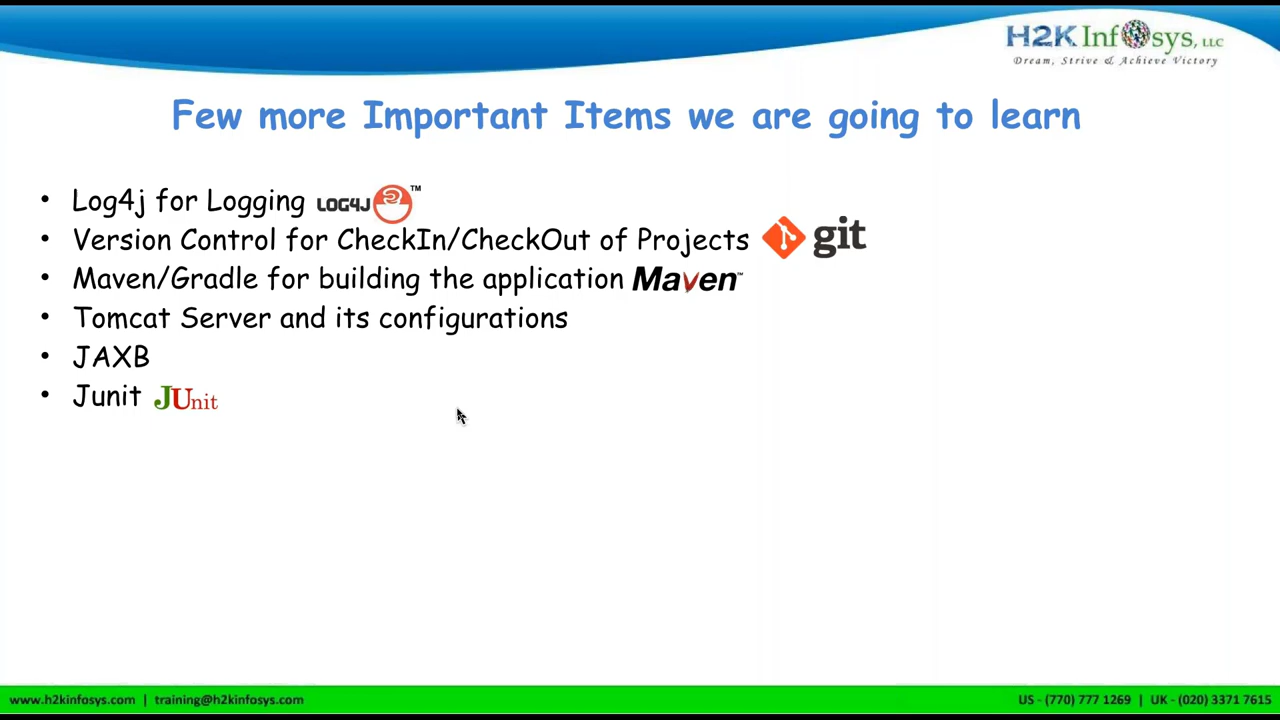 H2K Infosys, LLC
Dream, Strive & Achieve Victory
Few more Important Items we are going to learn
• Log4j for Logging LOG4J ™
• Version Control for CheckIn/CheckOut of Projects git
• Maven/Gradle for building the application Maven™
• Tomcat Server and its configurations
• JAXB
• Junit JUnit
www.h2kinfosys.com | training@h2kinfosys.com US - (770) 777 1269 | UK - (020) 3371 7615